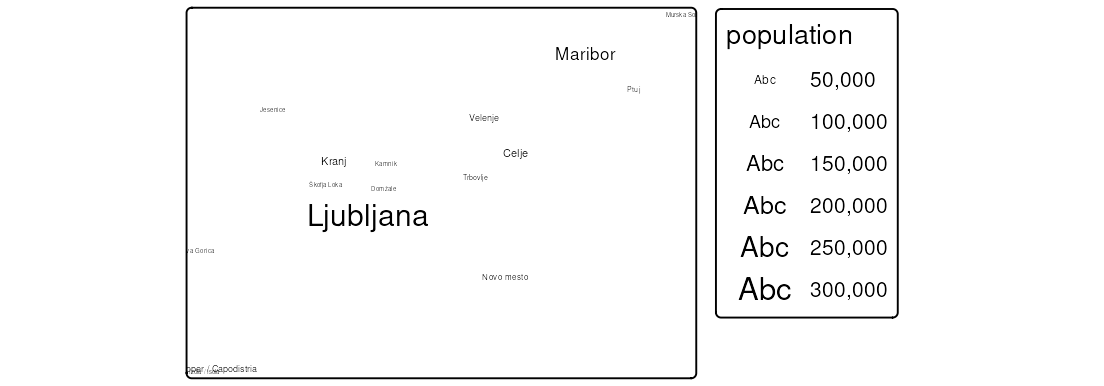 Murska So
Maribor
Ptuj
Jesenice
Velenje
Celje
Kranj
Kamnik
Trbovlje
Škofja Loka
Domžale
Ljubljana
va Gorica
Novo mesto
oper / Capodistria
population
Abc 50,000
Abc 100,000
Abc 150,000
Abc 200,000
Abc 250,000
Abc 300,000